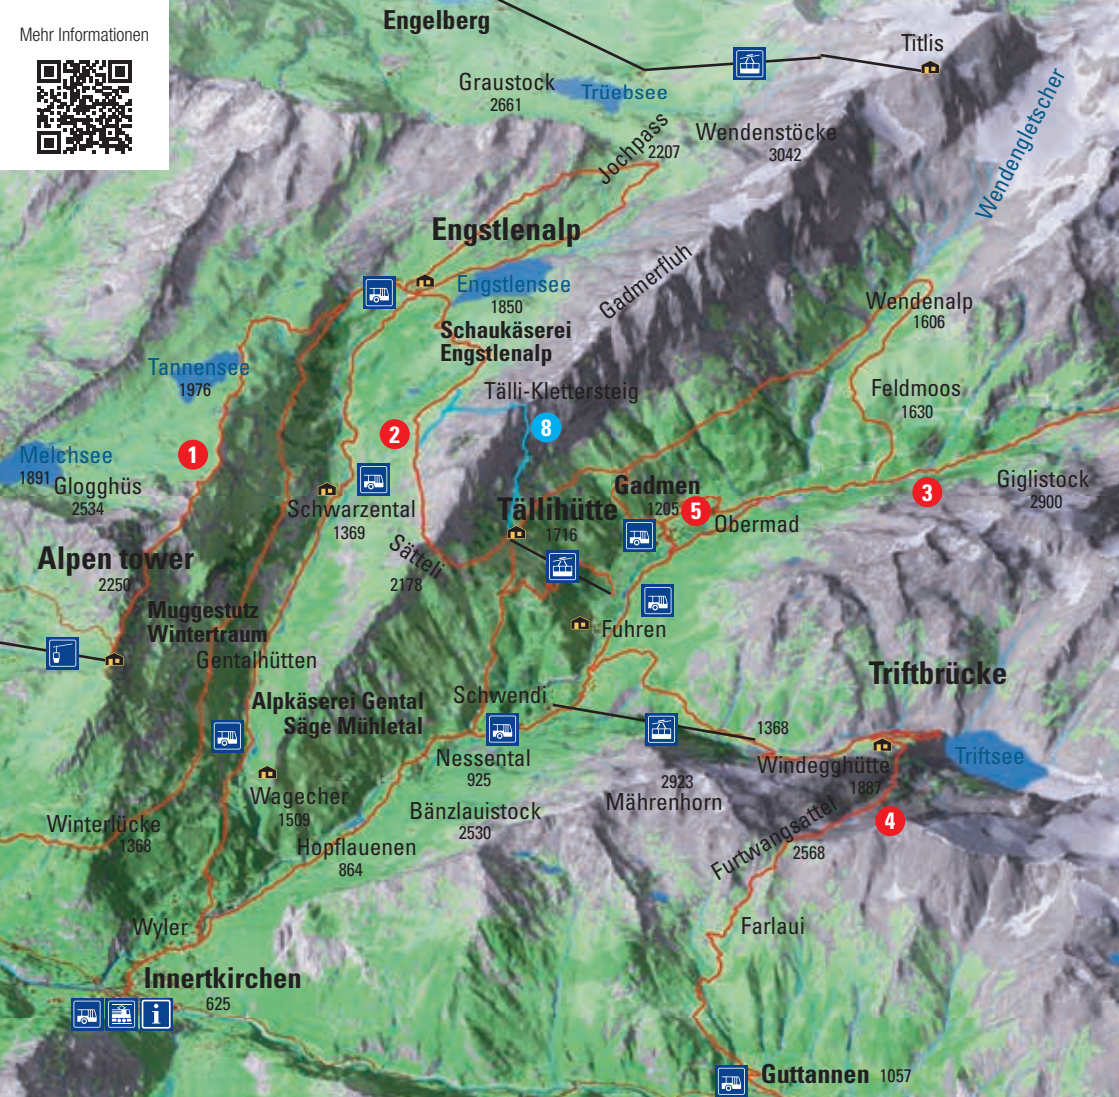 Mehr Informationen
Engelberg
Titlis
Graustock
2661
Trüebsee
Wendengletscher
Jochpass
2207
Wendenstöcke
3042
Engstlenalp
Engstlensee
1850
Gadmerfluh
Wendenalp
1606
Schaukäserei
Engstlenalp
Tannensee
1976
Tälli-Klettersteig
Feldmoos
1630
8
2
1
Melchsee
1891
Glogghüs
2534
Schwarzental
1369
Gadmen
1205
5
3
Giglistock
2900
Tällihütte
1716
Obermad
Sätteli
2178
Alpen tower
2250
Muggestutz
Wintertraum
Gentalhütten
Fuhren
Triftbrücke
Alpkäserei Gental
Säge Mühletal
Schwendi
1368
Nessental
925
Windegghütte
1887
Triftsee
2923
Mährenhorn
Wagecher
1509
Bänzlauistock
2530
4
Furtwangsattel
2568
Winterlücke
1368
Hopflauenen
864
Wyler
Farlaui
Innertkirchen
625
i
Guttannen 1057